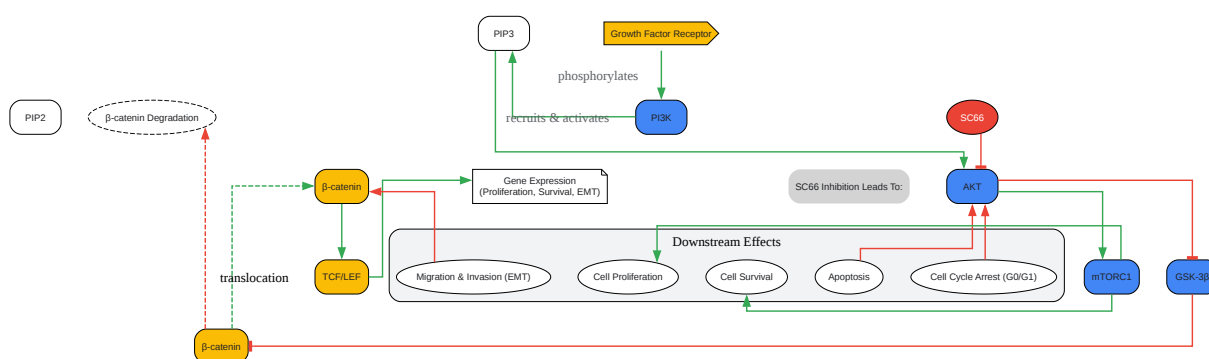 PIP3
Growth Factor Receptor
phosphorylates
PIP2
β-catenin Degradation
recruits & activates
PI3K
SC66
β-catenin
Gene Expression
(Proliferation, Survival, EMT)
SC66 Inhibition Leads To:
AKT
Downstream Effects
translocation
TCF/LEF
Migration & Invasion (EMT)
Cell Proliferation
Cell Survival
Apoptosis
Cell Cycle Arrest (G0/G1)
mTORC1
GSK-3β
β-catenin